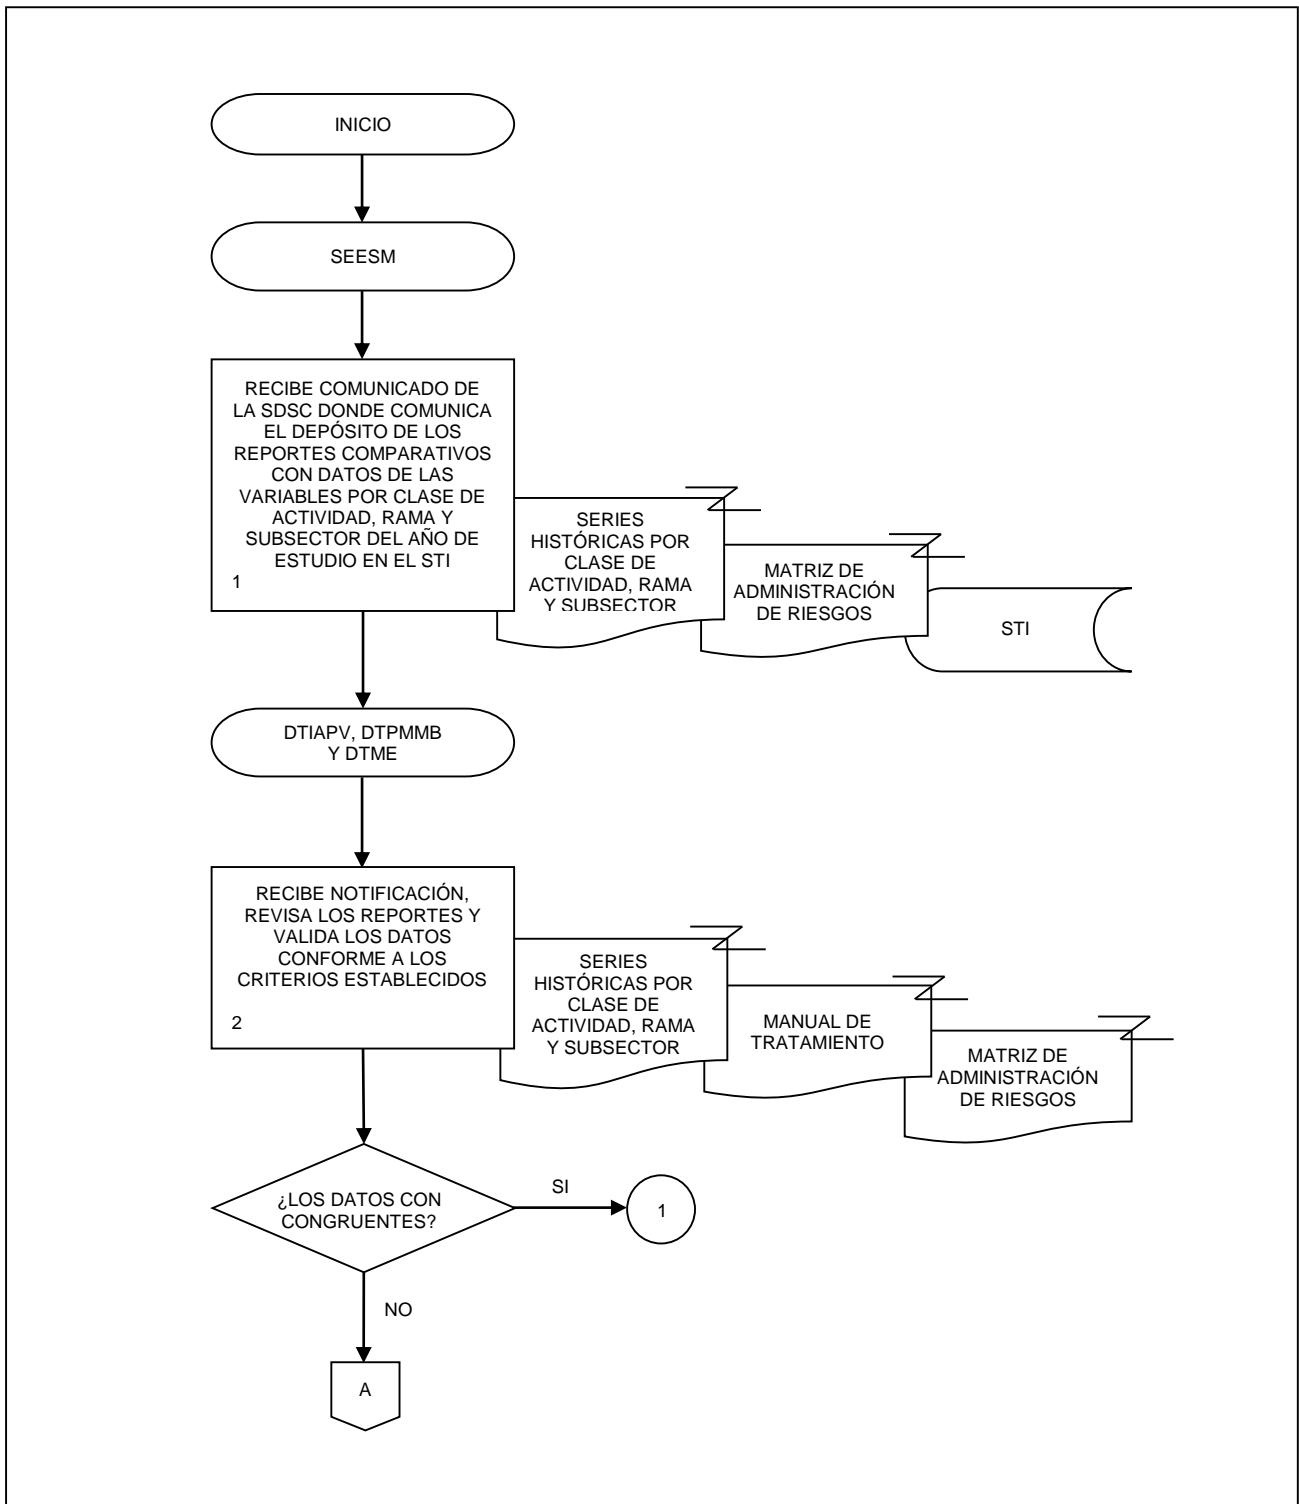 INICIO
SEESM
RECIBE COMUNICADO DE
LA SDSC DONDE COMUNICA
EL DEPÓSITO DE LOS
REPORTES COMPARATIVOS
CON DATOS DE LAS
VARIABLES POR CLASE DE
ACTIVIDAD, RAMA Y
SUBSECTOR DEL AÑO DE
ESTUDIO EN EL STI
1
SERIES
HISTÓRICAS POR
CLASE DE
ACTIVIDAD, RAMA
Y SUBSECTOR
MATRIZ DE
ADMINISTRACIÓN
DE RIESGOS
STI
DTIAPV, DTPMMB
Y DTME
RECIBE NOTIFICACIÓN,
REVISA LOS REPORTES Y
VALIDA LOS DATOS
CONFORME A LOS
CRITERIOS ESTABLECIDOS
2
SERIES
HISTÓRICAS POR
CLASE DE
ACTIVIDAD, RAMA
Y SUBSECTOR
MANUAL DE
TRATAMIENTO
MATRIZ DE
ADMINISTRACIÓN
DE RIESGOS
¿LOS DATOS CON
CONGRUENTES?
SI
1
NO
A